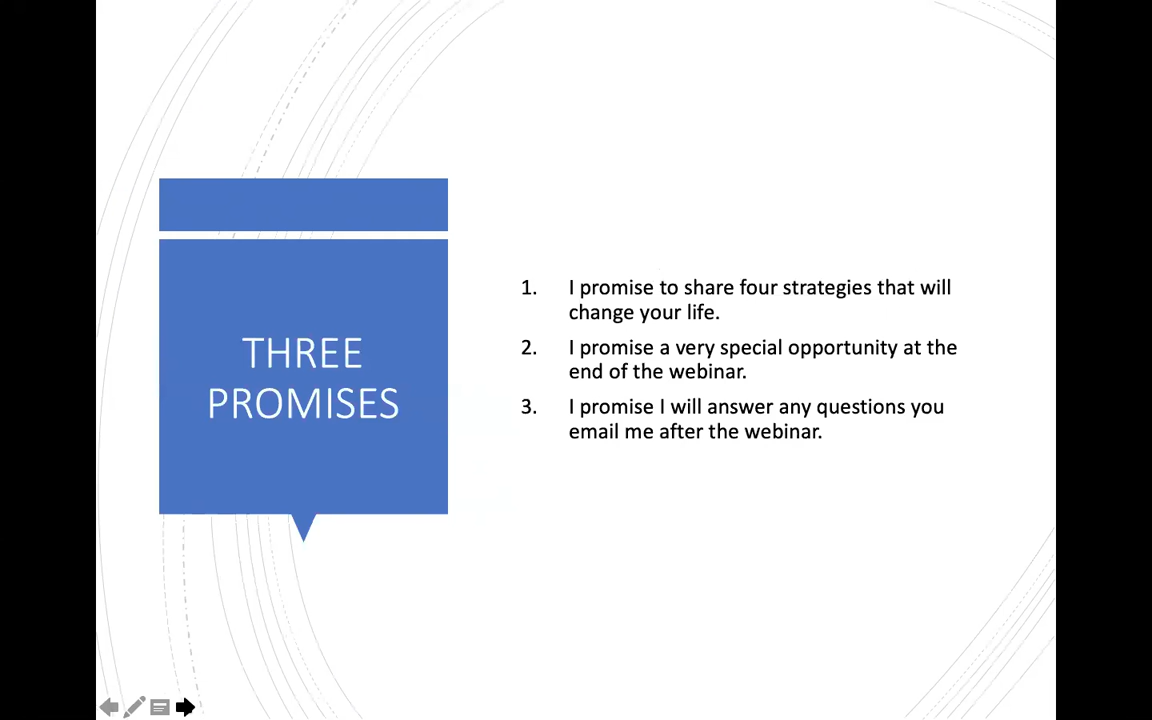 THREE
PROMISES
1. I promise to share four strategies that will
change your life.
2. I promise a very special opportunity at the
end of the webinar.
3. I promise I will answer any questions you
email me after the webinar.